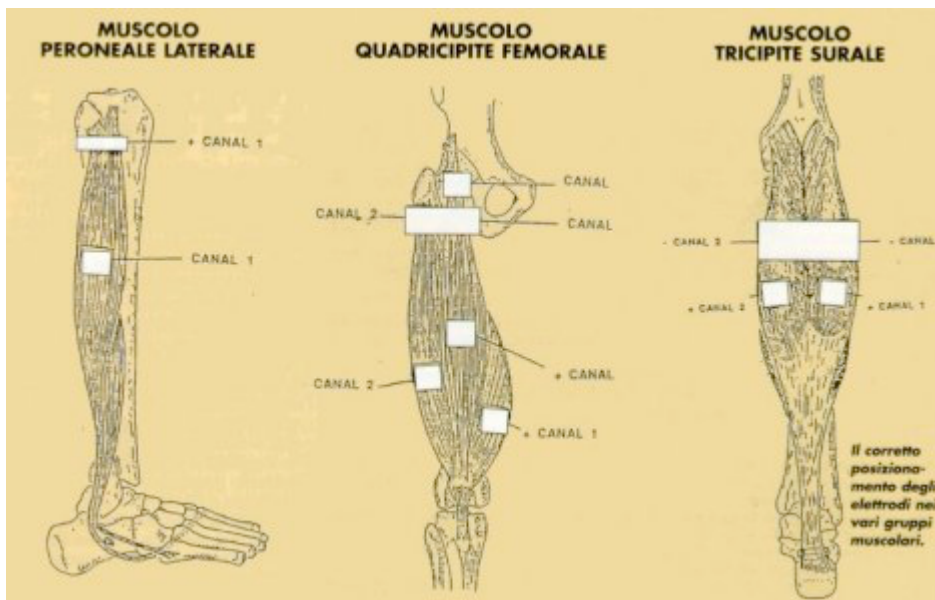 MUSCOLO
PERONEALE LATERALE
+ CANAL 1
CANAL 1
MUSCOLO
QUADRICIPITE FEMORALE
CANAL
CANAL 2
CANAL
+ CANAL
CANAL 2
+ CANAL 1
MUSCOLO
TRICIPITE SURALE
- CANAL 2
- CANAL
+ CANAL 2
+ CANAL 1
Il corretto
posiziona-
mento degli
elettrodi nei
vari gruppi
muscolari.